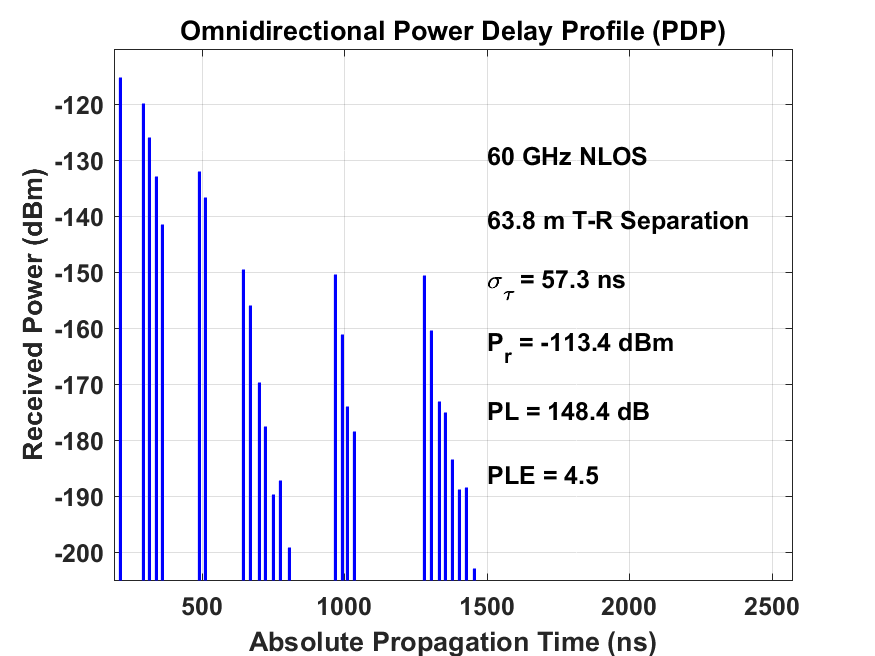 Omnidirectional Power Delay Profile (PDP)
Received Power (dBm)
-120
-130
-140
-150
-160
-170
-180
-190
-200
60 GHz NLOS
63.8 m T-R Separation
στ = 57.3 ns
Pr = -113.4 dBm
PL = 148.4 dB
PLE = 4.5
500 1000 1500 2000 2500
Absolute Propagation Time (ns)